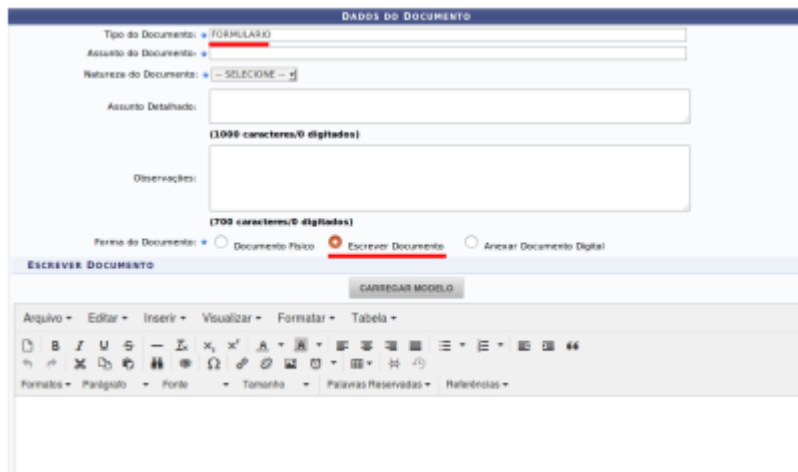 DADOS DO DOCUMENTO
Tipo do Documento: FORMULARIO
Assunto do Documento:
Natureza do Documento: -- SELECIONE --
Assunto Detalhado:
(1000 caracteres/0 digitados)
Observações:
(700 caracteres/0 digitados)
Forma do Documento: Documento Físico Escrever Documento Anexar Documento Digital
ESCREVER DOCUMENTO
CARREGAR MODELO
Arquivo Editar Inserir Visualizar Formatar Tabela
Formatos Parágrafo Fonte Tamanho Palavras Reservadas Referências